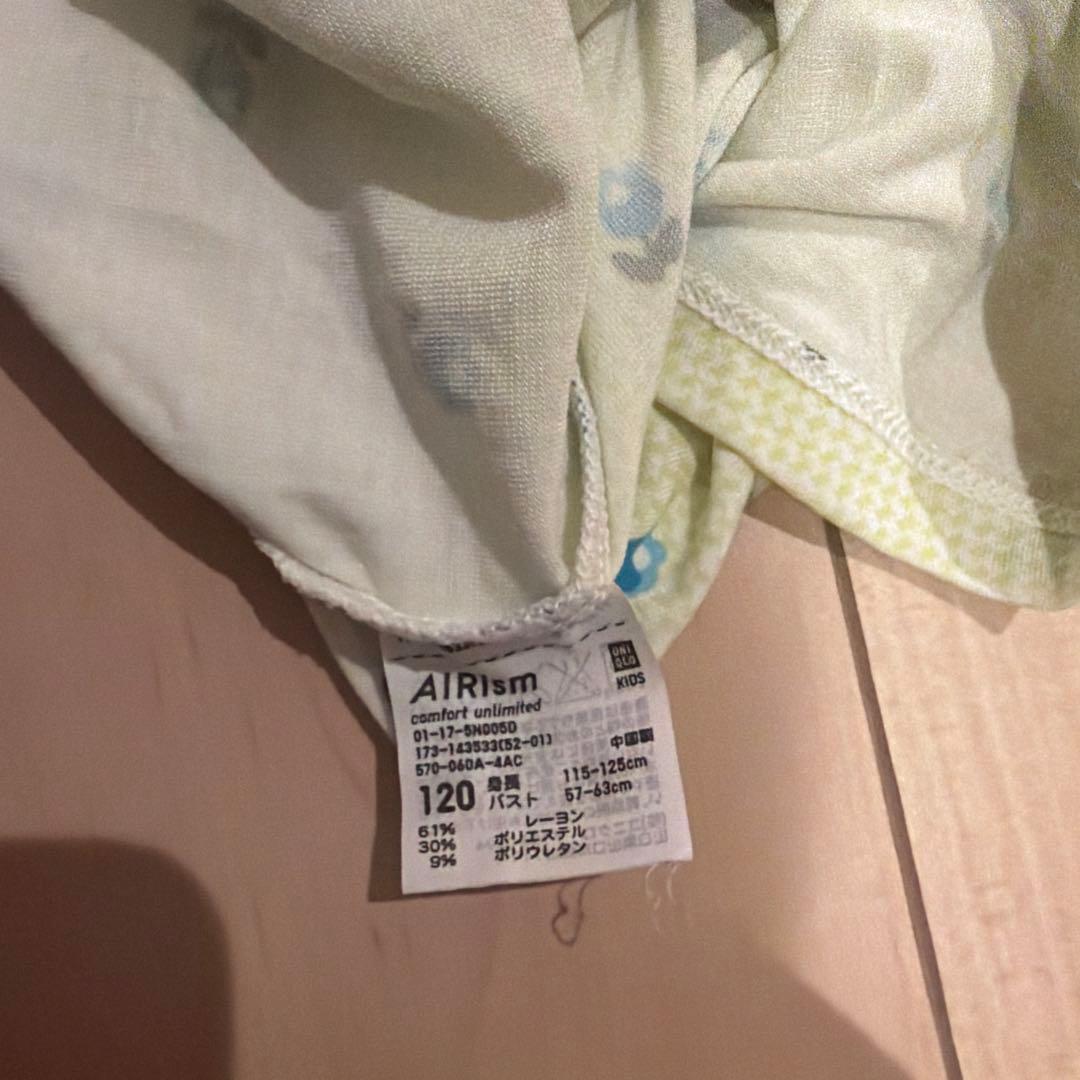 AIRism
comfort unlimited
UNI
QLO
KIDS
01-17-5N005D
173-143533(52-01)
570-060A-4AC
中国製
120 身長 115-125cm
バスト 57-63cm
61% レーヨン
30% ポリエステル
9% ポリウレタン